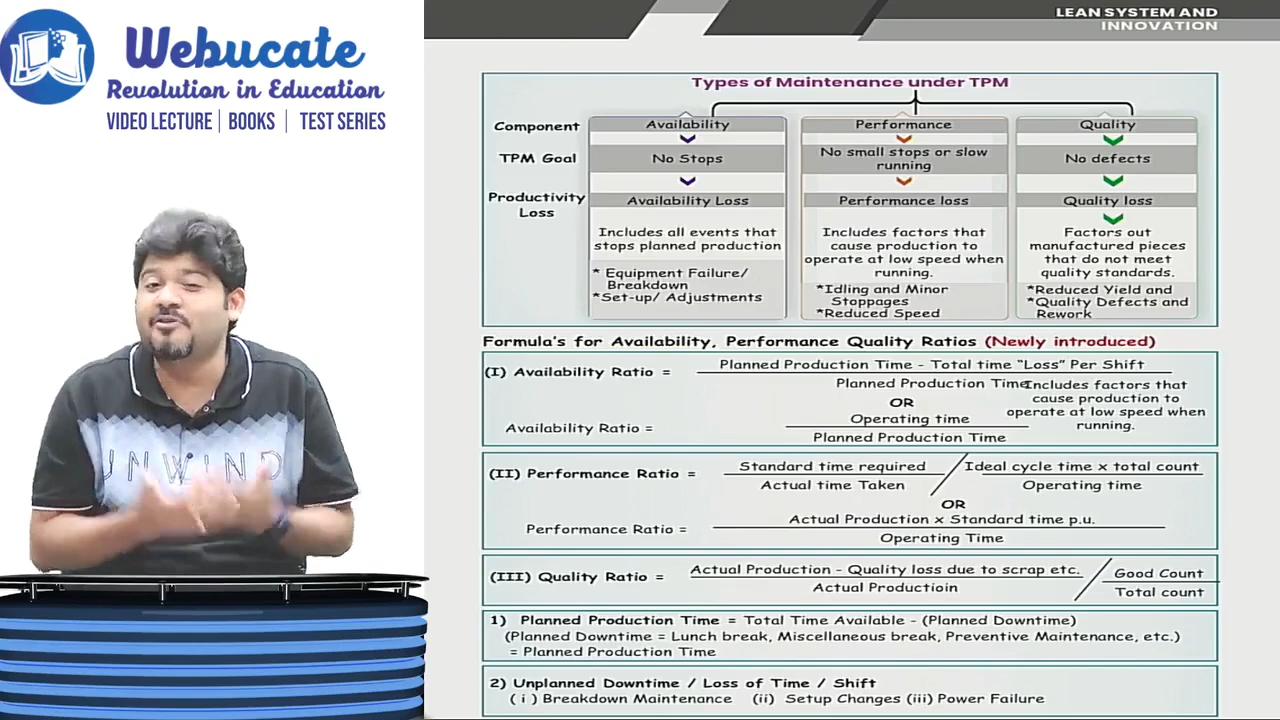 Webucate
Revolution in Education
VIDEO LECTURE | BOOKS | TEST SERIES
LEAN SYSTEM AND
INNOVATION
Types of Maintenance under TPM
Component
Availability
Performance
Quality
TPM Goal
No Stops
No small stops or slow
running
No defects
Productivity
Loss
Availability Loss
Performance loss
Quality loss
Includes all events that
stops planned production
Includes factors that
cause production to
operate at low speed when
running.
Factors out
manufactured pieces
that do not meet
quality standards.
* Equipment Failure/
Breakdown
*Set-up/ Adjustments
*Idling and Minor
Stoppages
*Reduced Speed
*Reduced Yield and
*Quality Defects and
Rework
Formula's for Availability, Performance Quality Ratios (Newly introduced)
(I) Availability Ratio =
Planned Production Time - Total time "Loss" Per Shift
Planned Production Time
OR
Availability Ratio =
Operating time
Planned Production Time
Includes factors that
cause production to
operate at low speed when
running.
(II) Performance Ratio =
Standard time required
Actual time Taken
/
Ideal cycle time x total count
Operating time
OR
Performance Ratio =
Actual Production x Standard time p.u.
Operating Time
(III) Quality Ratio =
Actual Production - Quality loss due to scrap etc.
Actual Productioin
/
Good Count
Total count
1) Planned Production Time = Total Time Available - (Planned Downtime)
(Planned Downtime = Lunch break, Miscellaneous break, Preventive Maintenance, etc.)
= Planned Production Time
2) Unplanned Downtime / Loss of Time / Shift
( i ) Breakdown Maintenance (ii) Setup Changes (iii) Power Failure
UNWIND